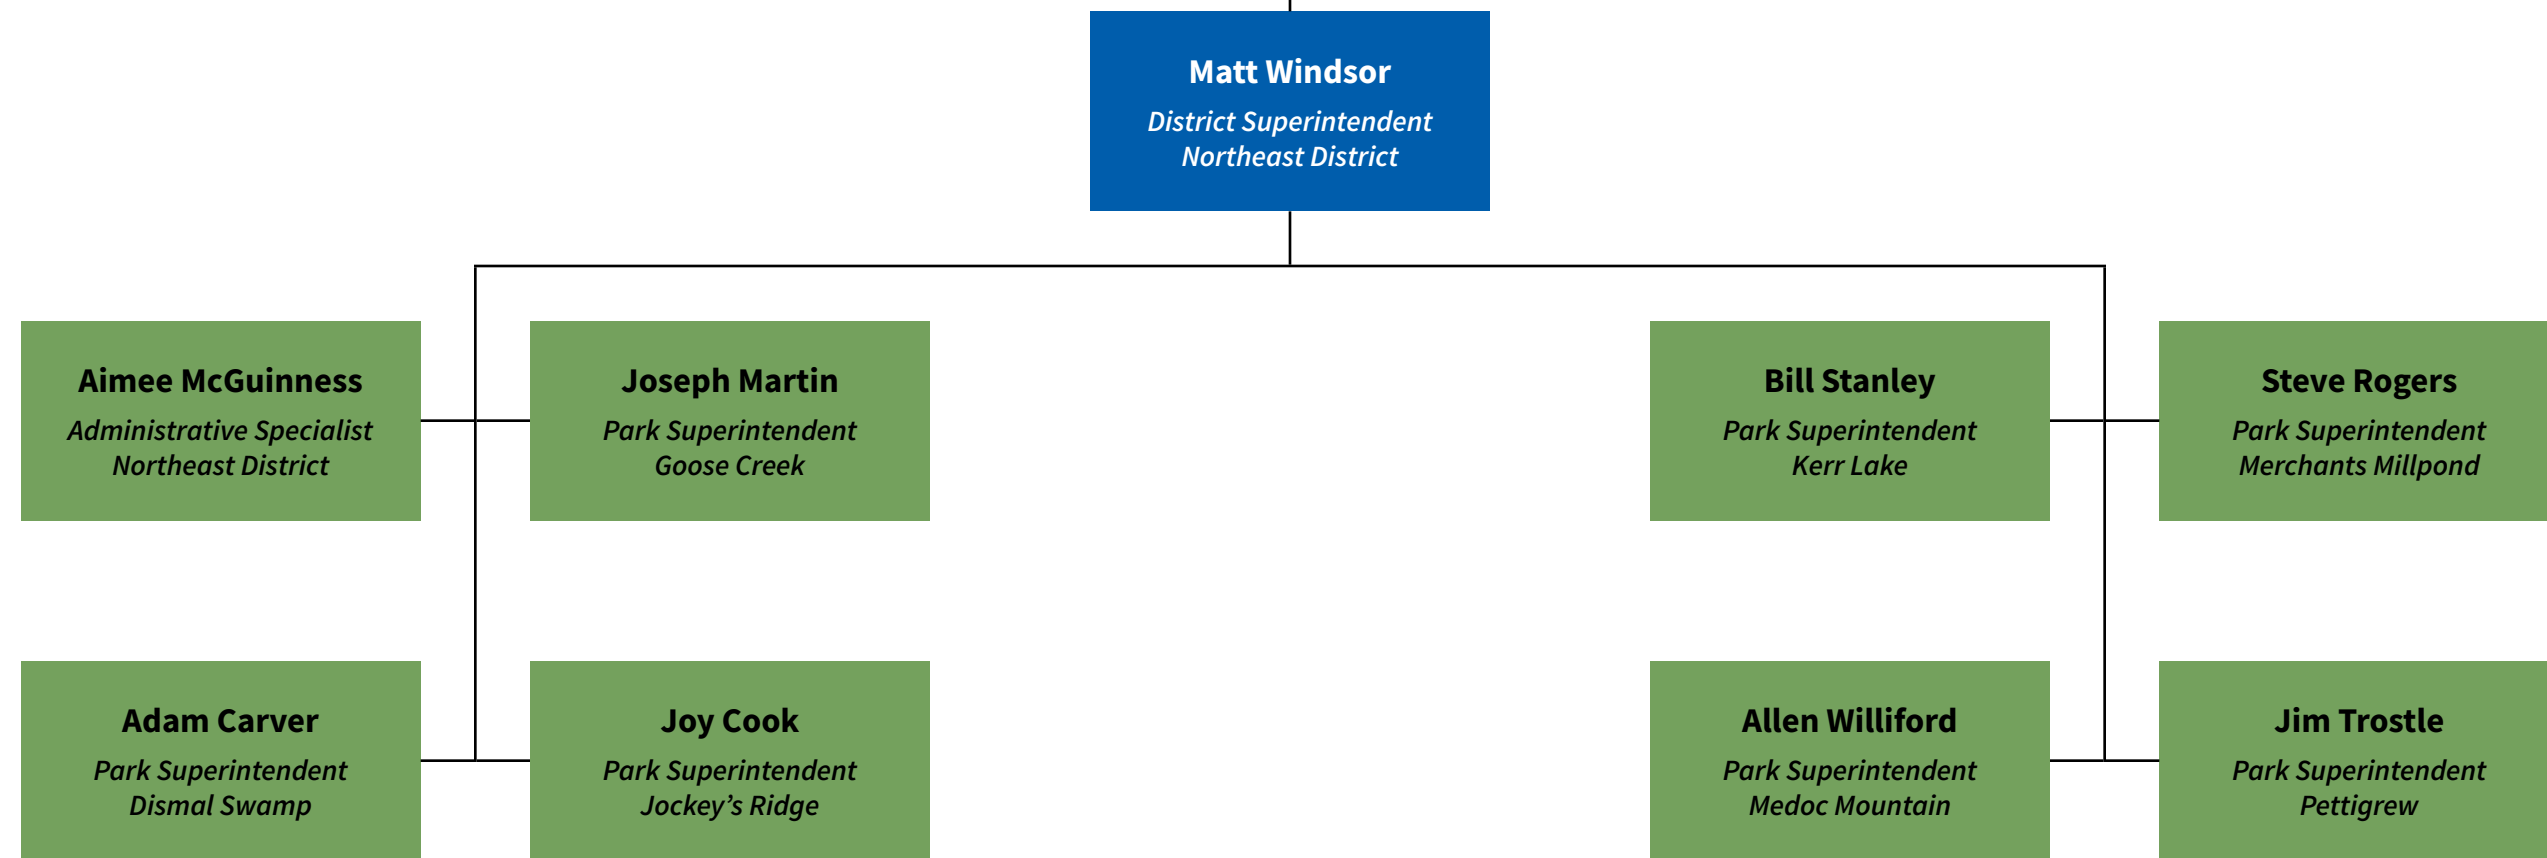 Matt Windsor
District Superintendent
Northeast District
Aimee McGuinness
Administrative Specialist
Northeast District
Joseph Martin
Park Superintendent
Goose Creek
Bill Stanley
Park Superintendent
Kerr Lake
Steve Rogers
Park Superintendent
Merchants Millpond
Adam Carver
Park Superintendent
Dismal Swamp
Joy Cook
Park Superintendent
Jockey’s Ridge
Allen Williford
Park Superintendent
Medoc Mountain
Jim Trostle
Park Superintendent
Pettigrew